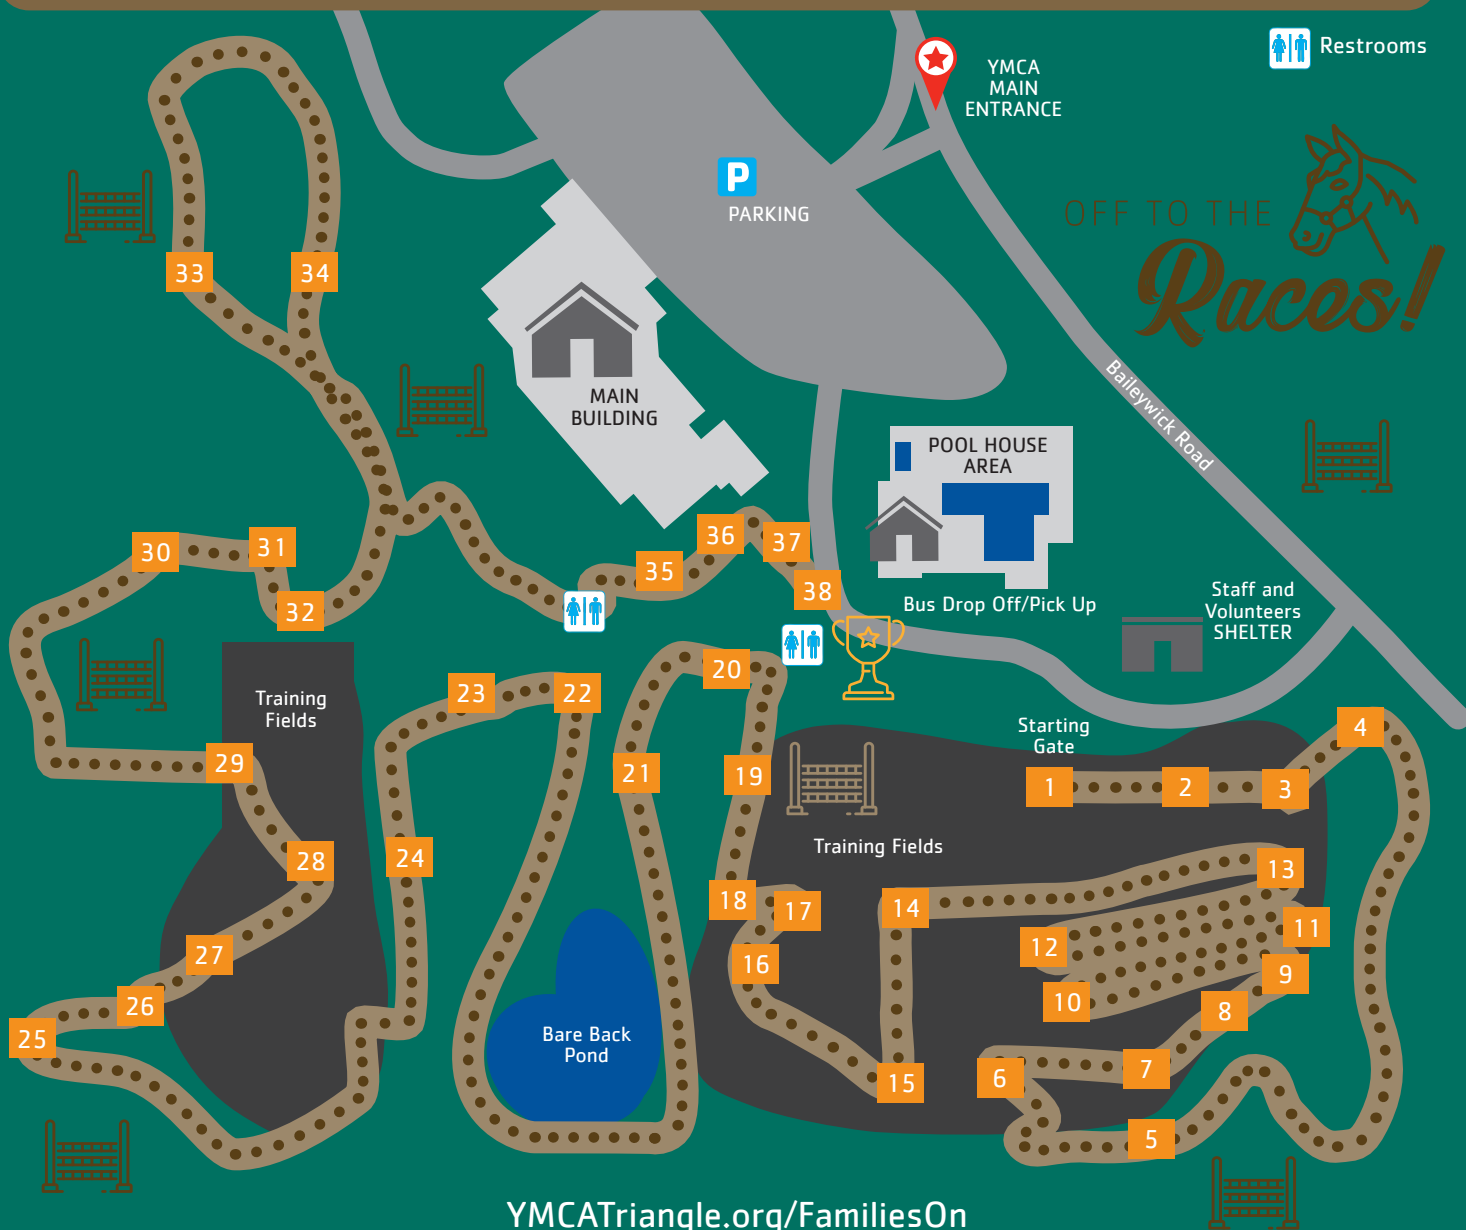 Restrooms
YMCA
MAIN
ENTRANCE
P
PARKING
OFF TO THE
Races!
33
34
MAIN
BUILDING
Baileywick Road
POOL HOUSE
AREA
36
37
30
31
35
38
32
Bus Drop Off/Pick Up
Staff and
Volunteers
SHELTER
Training
Fields
23
22
20
Starting
Gate
4
29
21
19
1
2
3
28
24
Training Fields
13
18
17
14
11
12
27
16
9
10
26
8
25
Bare Back
Pond
15
6
7
5
YMCATriangle.org/FamiliesOn